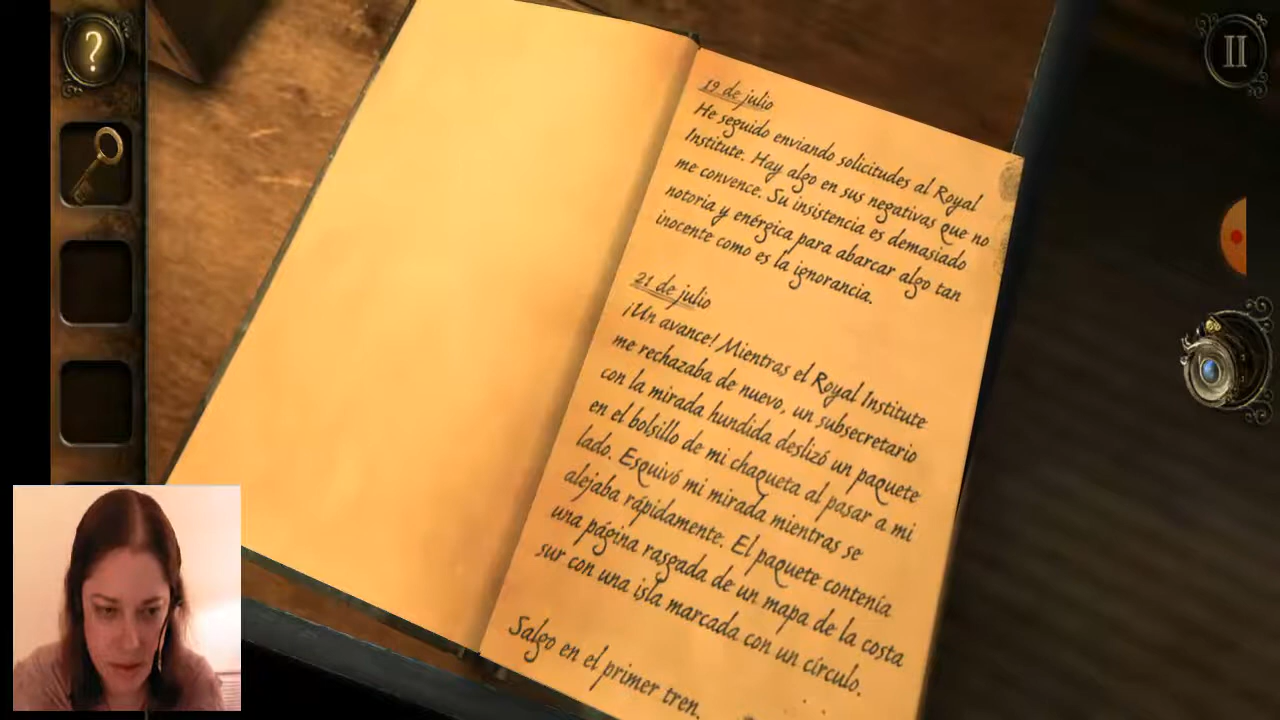 19 de julio
He seguido enviando solicitudes al Royal
Institute. Hay algo en sus negativas que no
me convence. Su insistencia es demasiado
notoria y enérgica para abarcar algo tan
inocente como es la ignorancia.
21 de julio
¡Un avance! Mientras el Royal Institute
me rechazaba de nuevo, un subsecretario
con la mirada hundida deslizó un paquete
en el bolsillo de mi chaqueta al pasar a mi
lado. Esquivó mi mirada mientras se
alejaba rápidamente. El paquete contenía
una página rasgada de un mapa de la costa
sur con una isla marcada con un círculo.
Salgo en el primer tren.
?
II